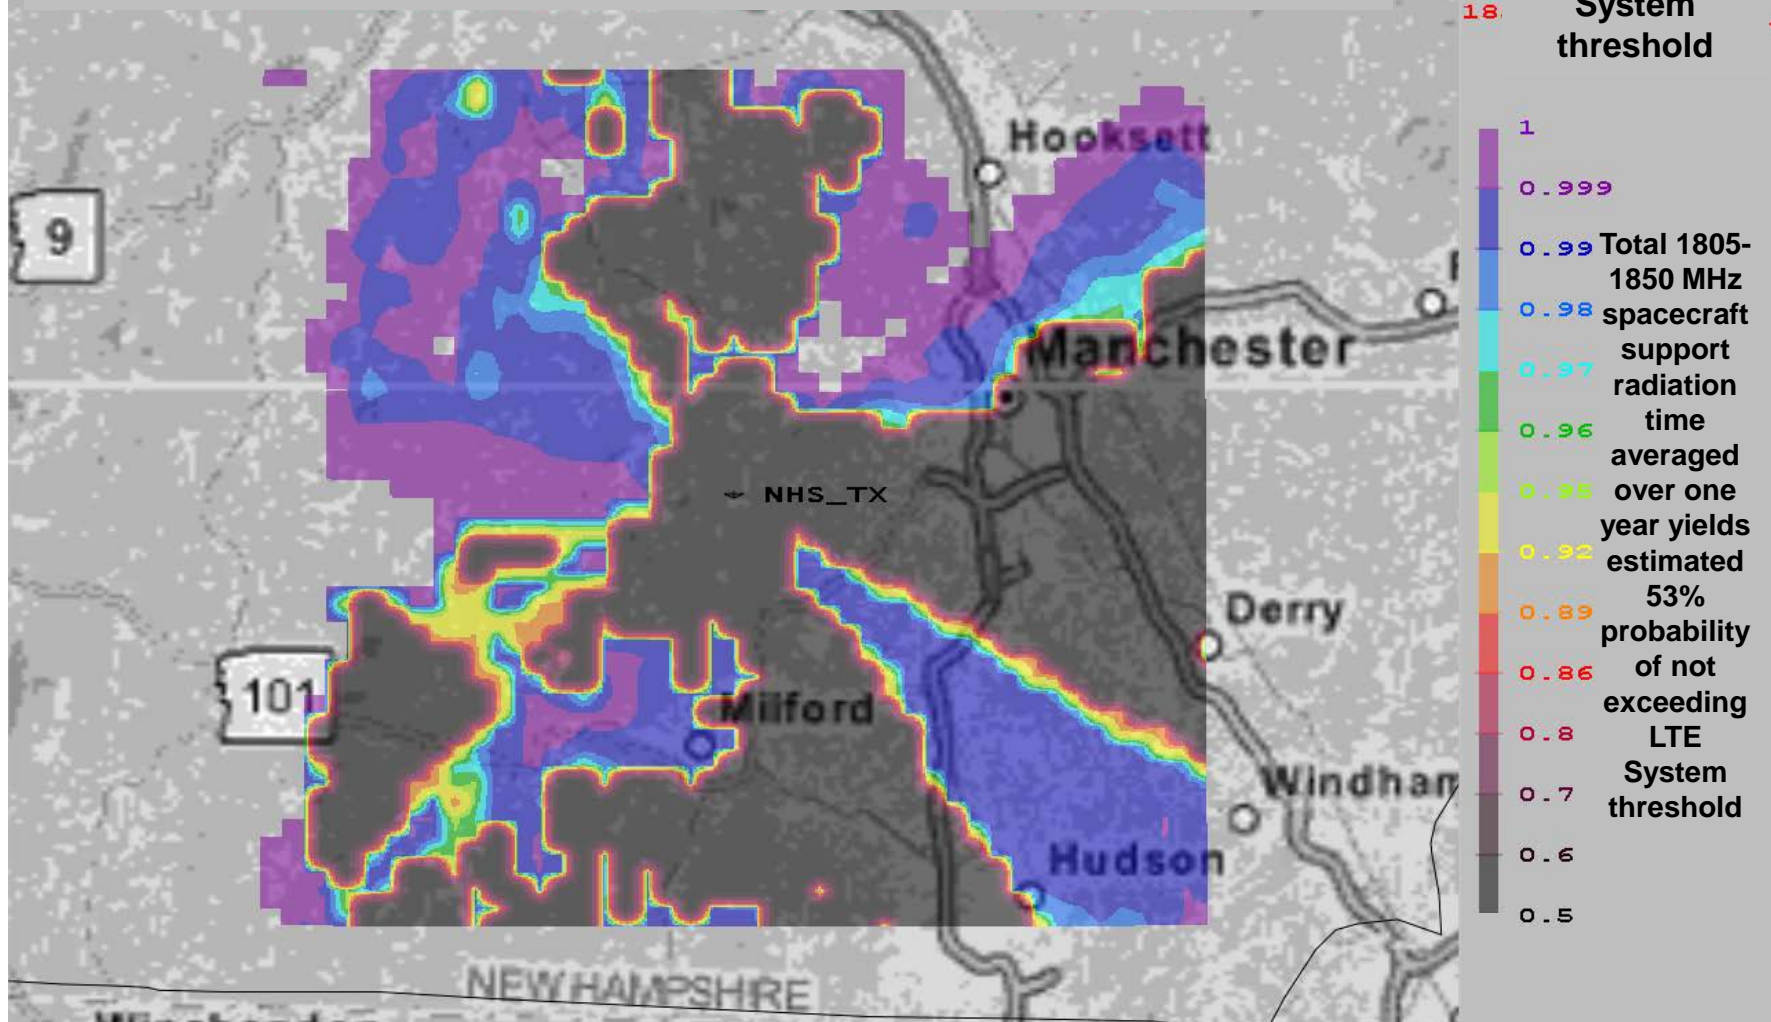 18.
System
threshold
Hooksett
9
Manchester
NHS_TX
Derry
101
Milford
Windham
Hudson
NEW HAMPSHIRE
1
0.999
0.99
0.98
0.97
0.96
0.95
0.92
0.89
0.86
0.8
0.7
0.6
0.5
Total 1805-
1850 MHz
spacecraft
support
radiation
time
averaged
over one
year yields
estimated
53%
probability
of not
exceeding
LTE
System
threshold